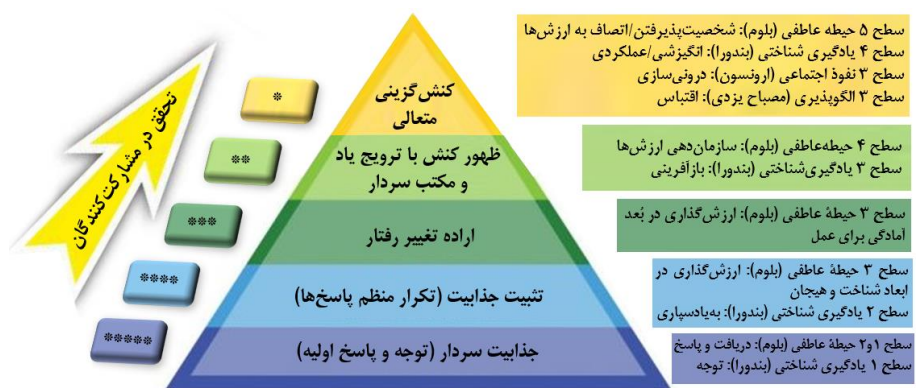 سطح ۵ حیطه عاطفی (بلوم): شخصیت‌پذیرفتن/اتصاف به ارزش‌ها
سطح ۴ یادگیری شناختی (بندورا): انگیزشی/عملکردی
سطح ۳ نفوذ اجتماعی (ارونسون): درونی‌سازی
سطح ۳ الگوپذیری (مصباح یزدی): اقتباس
کنش‌گزینی
متعالی
*
تحقق در مشارکت‌کنندگان
سطح ۴ حیطه‌عاطفی (بلوم): سازمان‌دهی ارزش‌ها
سطح ۳ یادگیری‌شناختی (بندورا): بازآفرینی
ظهور کنش با ترویج یاد
و مکتب سردار
**
سطح ۳ حیطهٔ عاطفی (بلوم): ارزش‌گذاری در بُعد
آمادگی برای عمل
اراده تغییر رفتار
***
سطح ۳ حیطهٔ عاطفی (بلوم): ارزش‌گذاری در
ابعاد شناخت و هیجان
سطح ۲ یادگیری شناختی (بندورا): به‌یادسپاری
تثبیت جذابیت (تکرار منظم پاسخ‌ها)
****
سطح ۱و۲ حیطهٔ عاطفی (بلوم): دریافت و پاسخ
سطح ۱ یادگیری شناختی (بندورا): توجه
جذابیت سردار (توجه و پاسخ اولیه)
*****